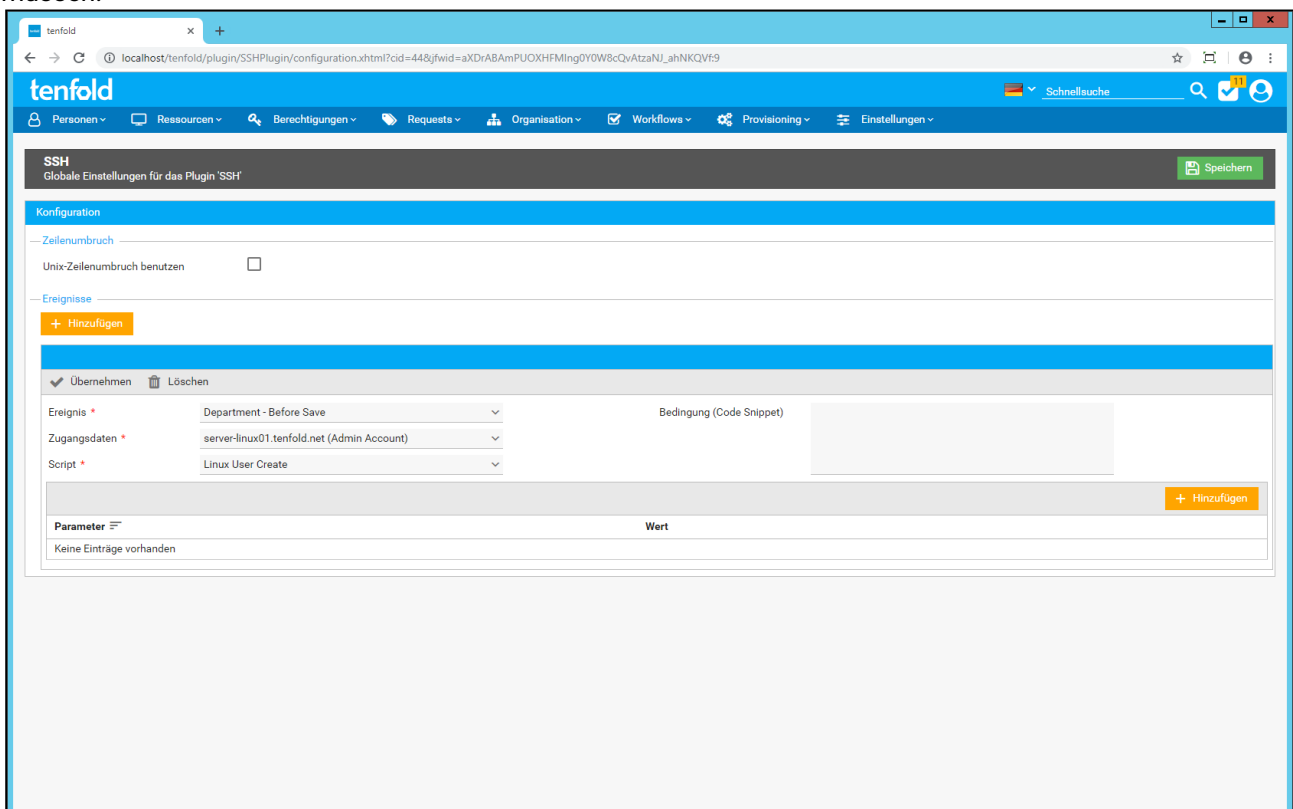 tenfold
localhost/tenfold/plugin/SSHPlugin/configuration.xhtml?cid=44&jfwid=aXDrABAmPUOXHFMIng0Y0W8cQvAtzaNJ_ahNKQVf:9
tenfold
Schnellsuche
11
Personen Ressourcen Berechtigungen Requests Organisation Workflows Provisioning Einstellungen
SSH
Globale Einstellungen für das Plugin 'SSH'
Speichern
Konfiguration
Zeilenumbruch
Unix-Zeilenumbruch benutzen
Ereignisse
+ Hinzufügen
Übernehmen Löschen
Ereignis * Department - Before Save Bedingung (Code Snippet)
Zugangsdaten * server-linux01.tenfold.net (Admin Account)
Script * Linux User Create
+ Hinzufügen
Parameter Wert
Keine Einträge vorhanden